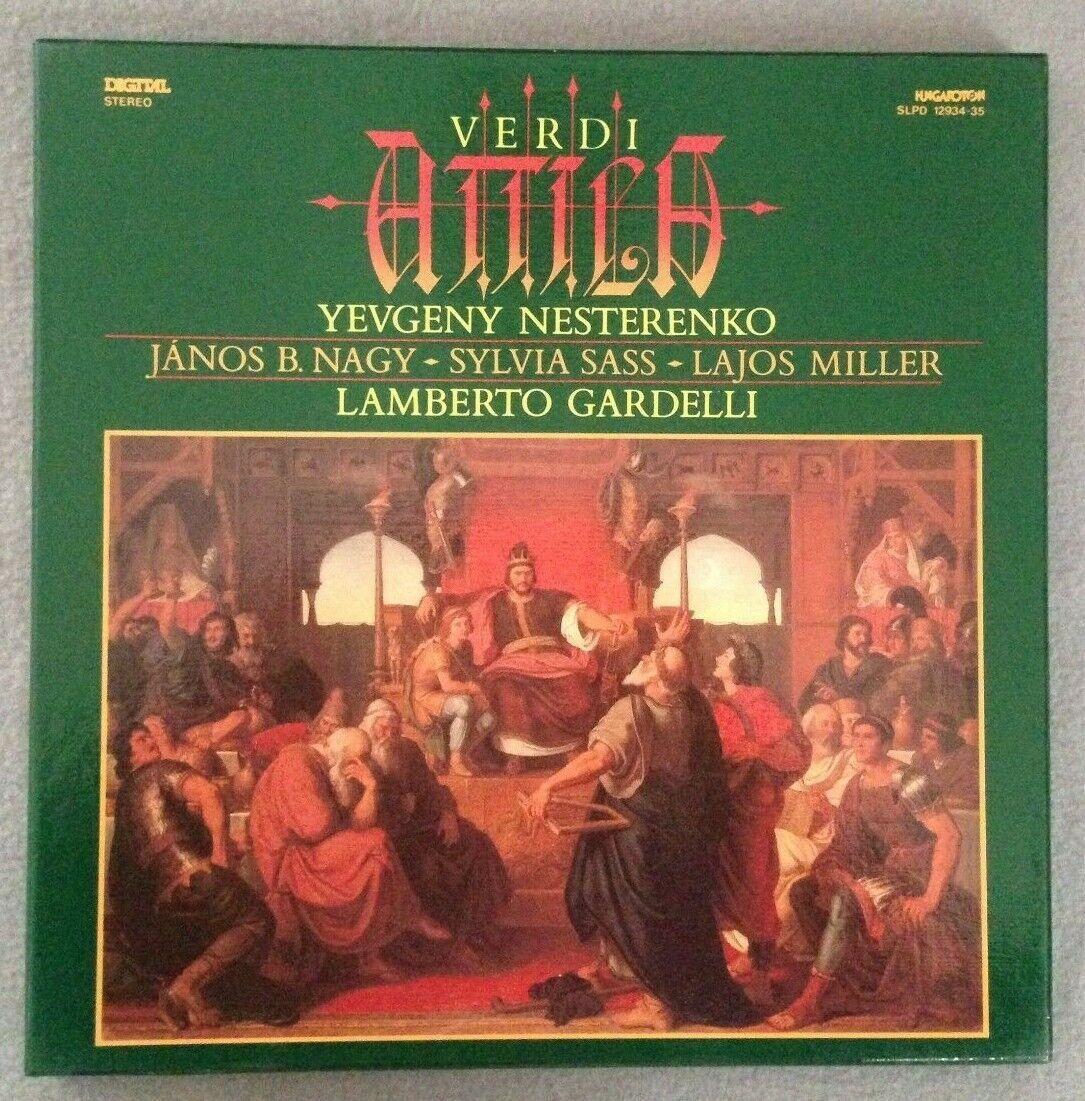 DIGITAL
STEREO
HUNGAROTON
SLPD 12934-35
VERDI
ATTILA
YEVGENY NESTERENKO
JÁNOS B. NAGY - SYLVIA SASS - LAJOS MILLER
LAMBERTO GARDELLI